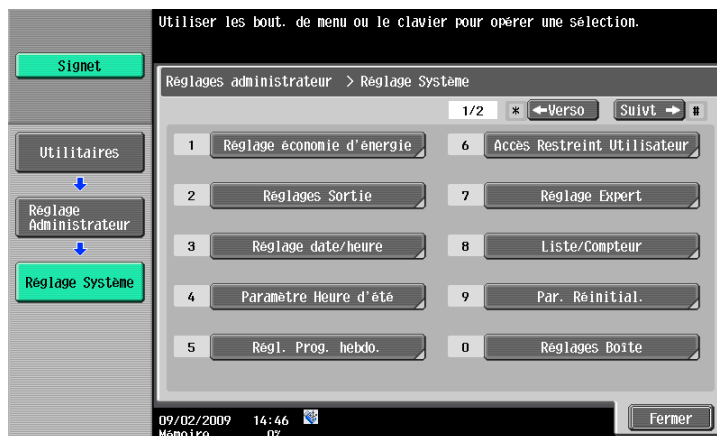 Utiliser les bout. de menu ou le clavier pour opérer une sélection.
Signet
Réglages administrateur > Réglage Système
1/2 * ←Verso Suivt → #
Utilitaires
Réglage
Administrateur
Réglage Système
1 Réglage économie d'énergie
6 Accès Restreint Utilisateur
2 Réglages Sortie
7 Réglage Expert
3 Réglage date/heure
8 Liste/Compteur
4 Paramètre Heure d'été
9 Par. Réinitial.
5 Régl. Prog. hebdo.
0 Réglages Boîte
Fermer
09/02/2009 14:46
Mémoire 0%